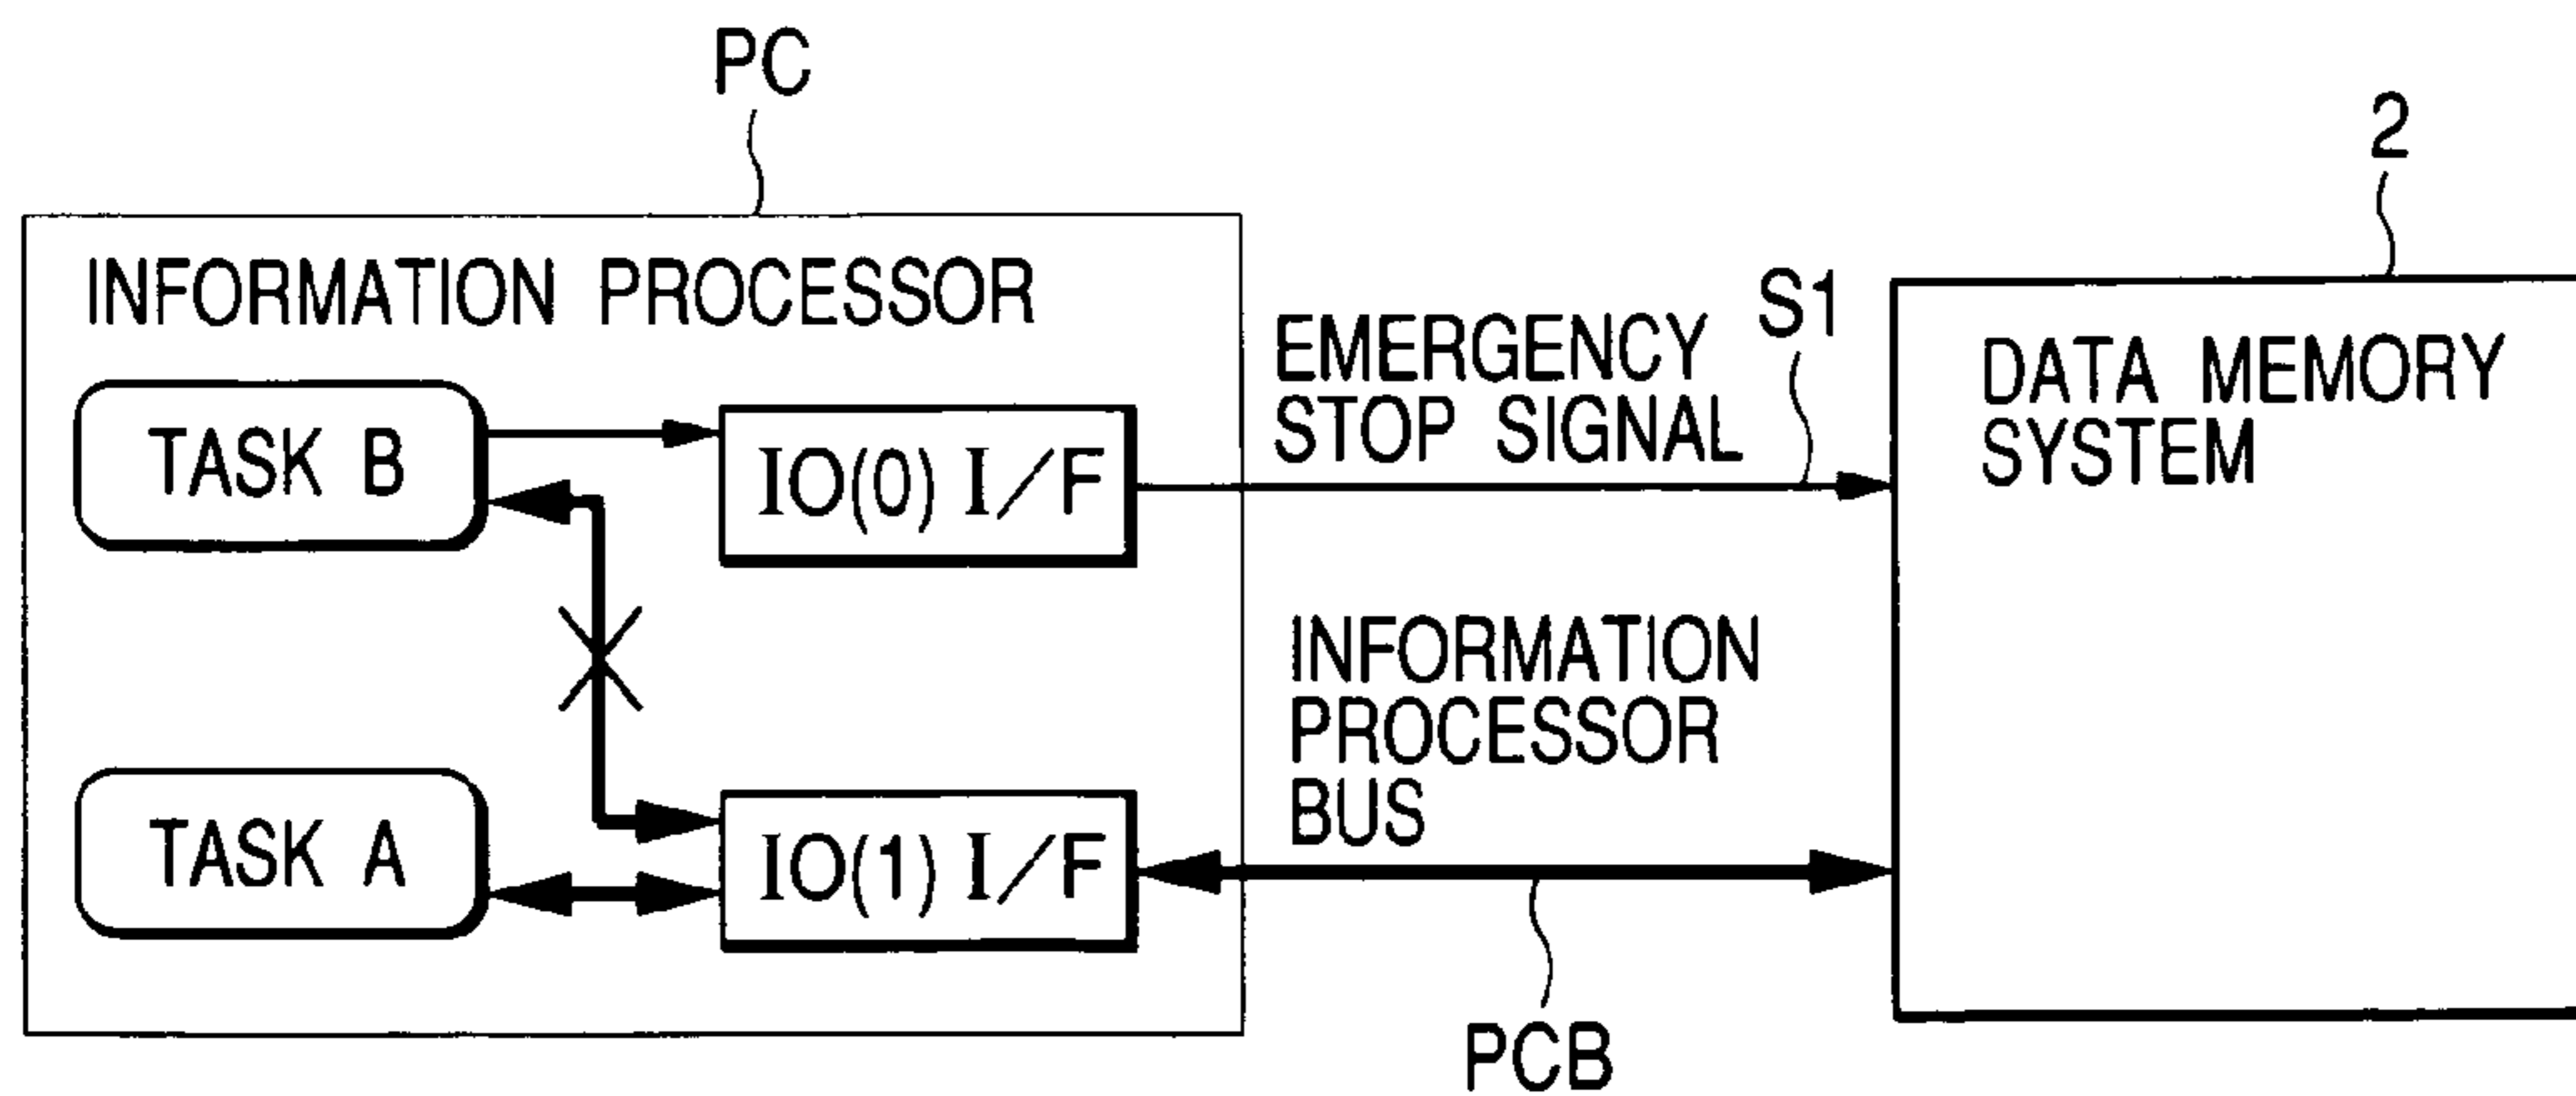 PC
2
INFORMATION PROCESSOR
S1
EMERGENCY
STOP SIGNAL
DATA MEMORY
SYSTEM
TASK B
IO(0) I/F
INFORMATION
PROCESSOR
BUS
TASK A
IO(1) I/F
PCB